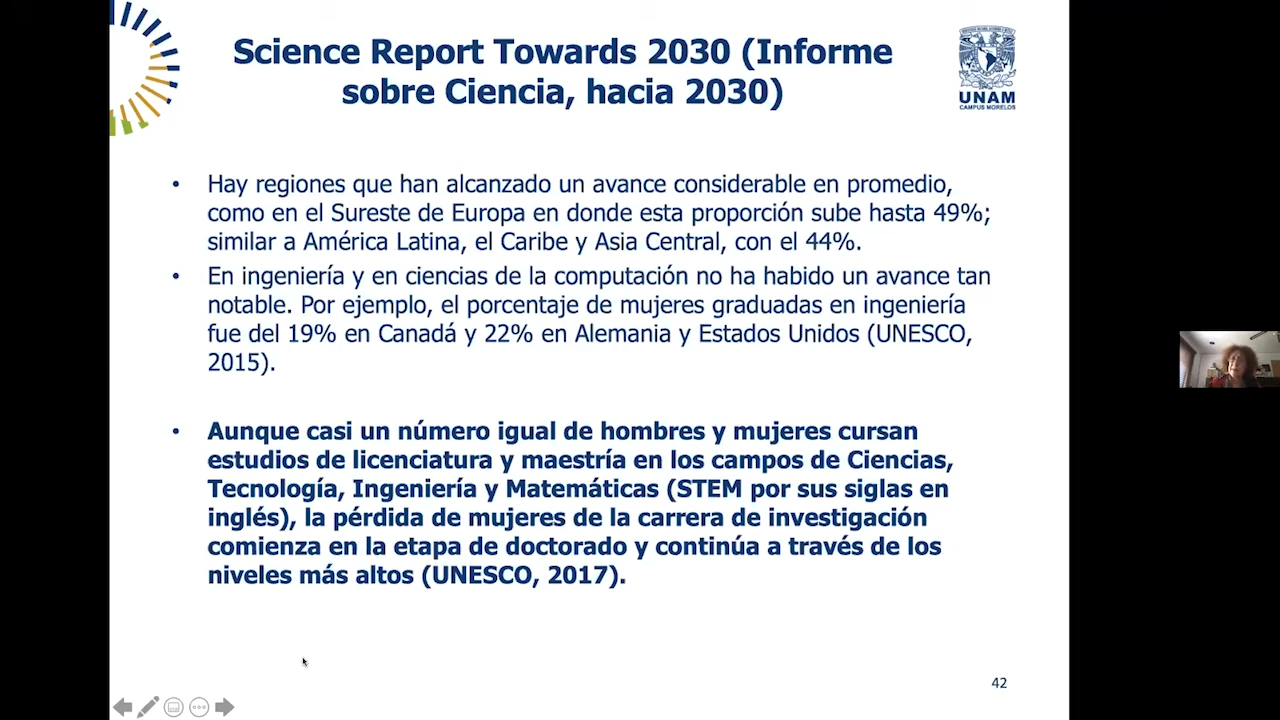 Science Report Towards 2030 (Informe
sobre Ciencia, hacia 2030)
UNAM
CAMPUS MORELOS
• Hay regiones que han alcanzado un avance considerable en promedio,
como en el Sureste de Europa en donde esta proporción sube hasta 49%;
similar a América Latina, el Caribe y Asia Central, con el 44%.
• En ingeniería y en ciencias de la computación no ha habido un avance tan
notable. Por ejemplo, el porcentaje de mujeres graduadas en ingeniería
fue del 19% en Canadá y 22% en Alemania y Estados Unidos (UNESCO,
2015).
• Aunque casi un número igual de hombres y mujeres cursan
estudios de licenciatura y maestría en los campos de Ciencias,
Tecnología, Ingeniería y Matemáticas (STEM por sus siglas en
inglés), la pérdida de mujeres de la carrera de investigación
comienza en la etapa de doctorado y continúa a través de los
niveles más altos (UNESCO, 2017).
42